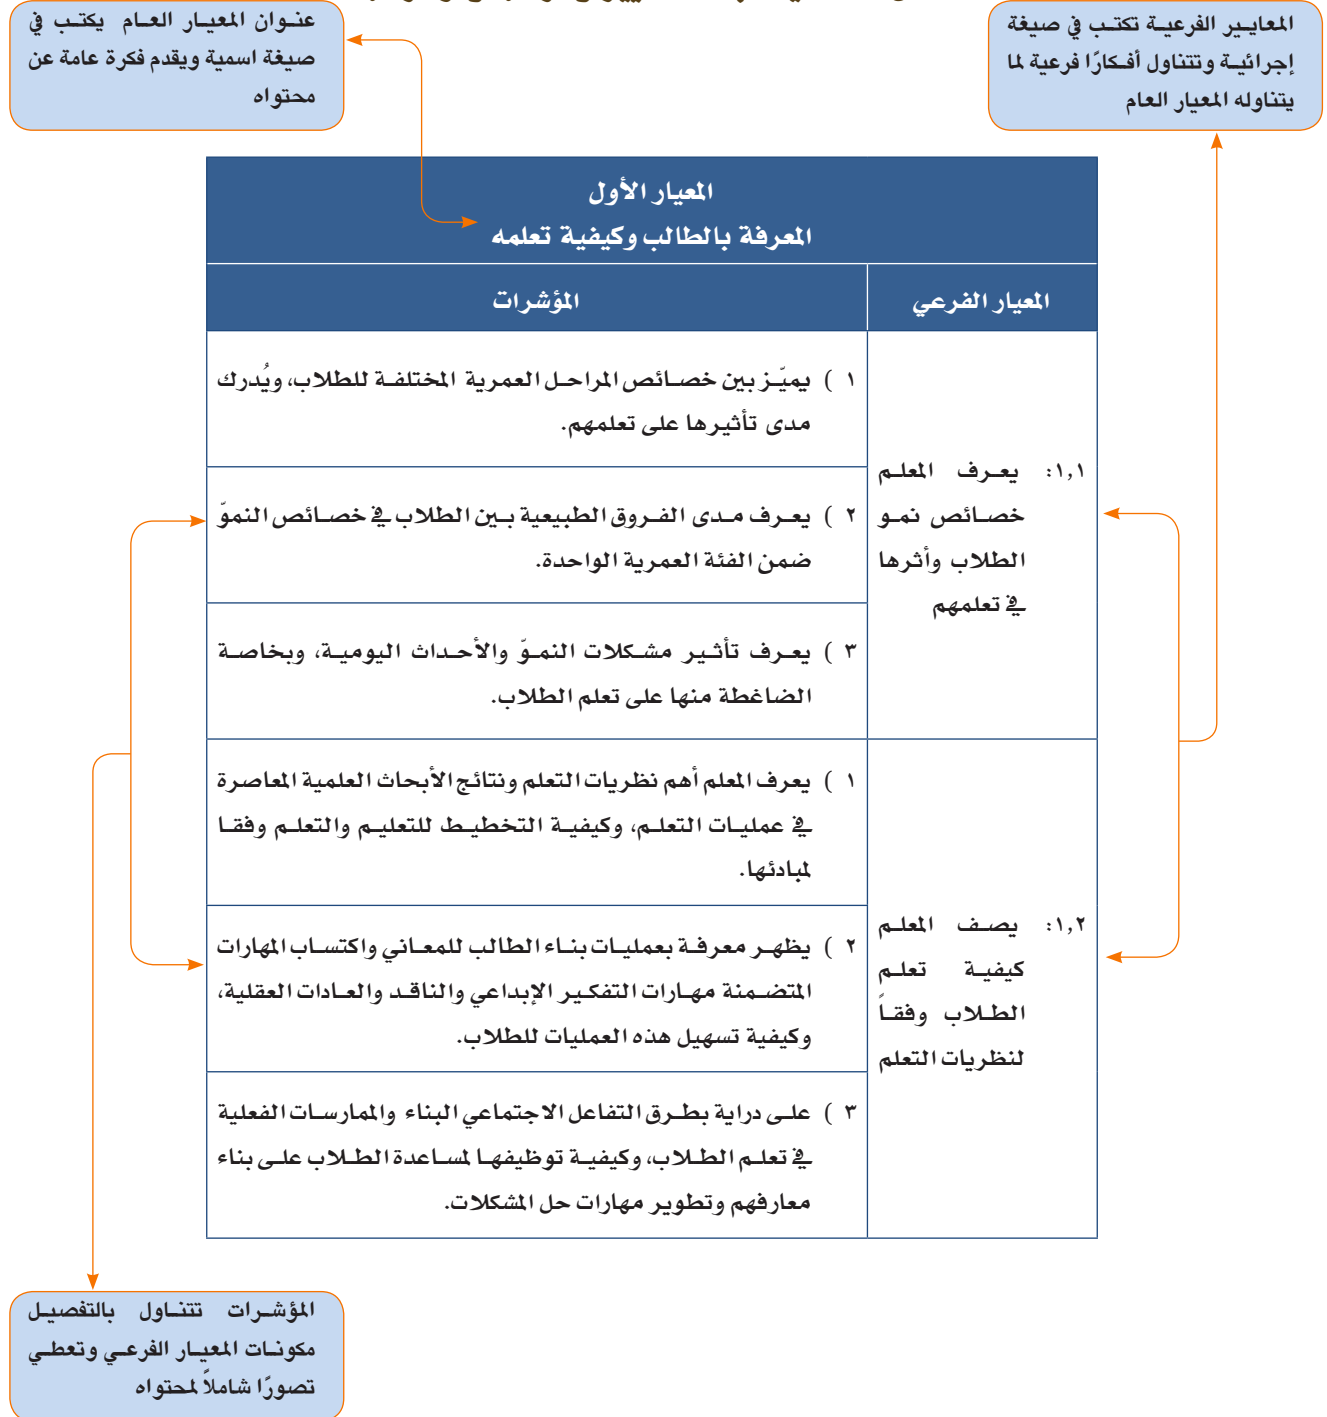 المعايير الفرعية تكتب في صيغة
إجرائية وتتناول أفكارًا فرعية لما
يتناوله المعيار العام
عنوان المعيار العام يكتب في
صيغة اسمية ويقدم فكرة عامة عن
محتواه
المعيار الأول
المعرفة بالطالب وكيفية تعلمه
المعيار الفرعي
المؤشرات
١,١: يعرف المعلم
خصائص نمو
الطلاب وأثرها
في تعلمهم
١ ) يميّز بين خصائص المراحل العمرية المختلفة للطلاب، ويُدرك
مدى تأثيرها على تعلمهم.
٢ ) يعرف مدى الفروق الطبيعية بين الطلاب في خصائص النموّ
ضمن الفئة العمرية الواحدة.
٣ ) يعرف تأثير مشكلات النموّ والأحداث اليومية، وبخاصة
الضاغطة منها على تعلم الطلاب.
١,٢: يصف المعلم
كيفية تعلم
الطلاب وفقاً
لنظريات التعلم
١ ) يعرف المعلم أهم نظريات التعلم ونتائج الأبحاث العلمية المعاصرة
في عمليات التعلم، وكيفية التخطيط للتعليم والتعلم وفقا
لمبادئها.
٢ ) يظهر معرفة بعمليات بناء الطالب للمعاني واكتساب المهارات
المتضمنة مهارات التفكير الإبداعي والناقد والعادات العقلية،
وكيفية تسهيل هذه العمليات للطلاب.
٣ ) على دراية بطرق التفاعل الاجتماعي البناء والممارسات الفعلية
في تعلم الطلاب، وكيفية توظيفها لمساعدة الطلاب على بناء
معارفهم وتطوير مهارات حل المشكلات.
المؤشرات تتناول بالتفصيل
مكونات المعيار الفرعي وتعطي
تصورًا شاملاً لمحتواه